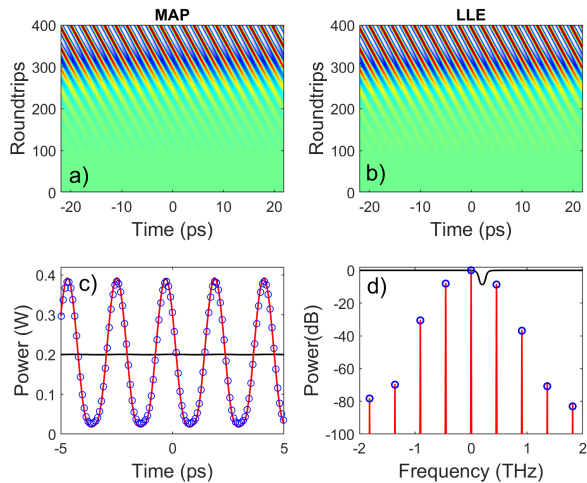 MAP
LLE
400
300
200
100
0
Roundtrips
a)
-20 -10 0 10 20
Time (ps)
400
300
200
100
0
Roundtrips
b)
-20 -10 0 10 20
Time (ps)
0.4
0.3
0.2
0.1
0
Power (W)
c)
-5 0 5
Time (ps)
0
-20
-40
-60
-80
-100
Power(dB)
d)
-2 -1 0 1 2
Frequency (THz)